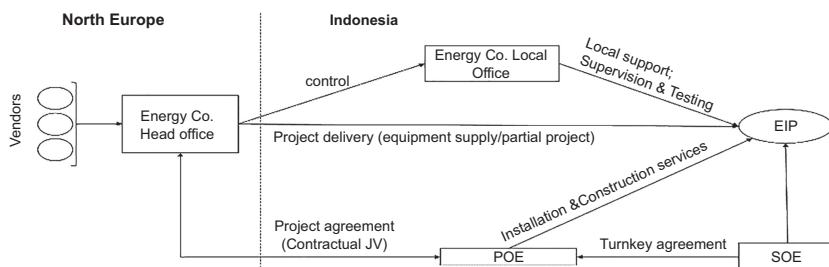 North Europe
Indonesia
Vendors
Energy Co.
Head office
control
Energy Co. Local
Office
Local support;
Supervision & Testing
Project delivery (equipment supply/partial project)
EIP
Installation &Construction services
Project agreement
(Contractual JV)
POE
Turnkey agreement
SOE